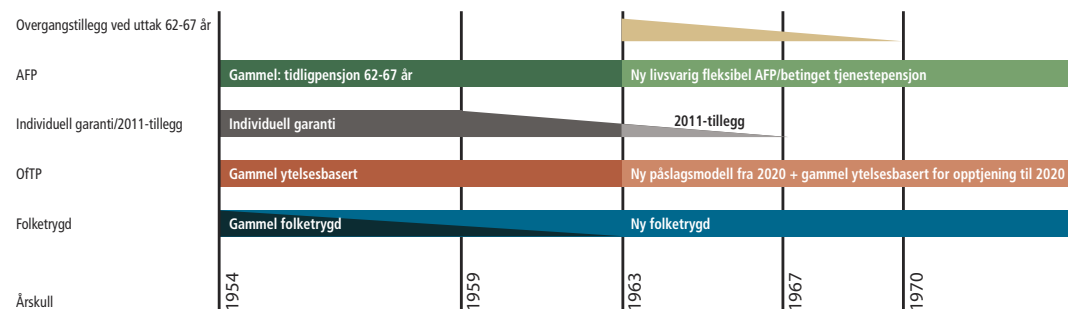 Overgangstillegg ved uttak 62-67 år
AFP
Gammel: tidligpensjon 62-67 år
Ny livsvarig fleksibel AFP/betinget tjenestepensjon
Individuell garanti/2011-tillegg
Individuell garanti
2011-tillegg
OfTP
Gammel ytelsesbasert
Ny påslagsmodell fra 2020 + gammel ytelsesbasert for opptjening til 2020
Folketrygd
Gammel folketrygd
Ny folketrygd
Årskull
1954
1959
1963
1967
1970